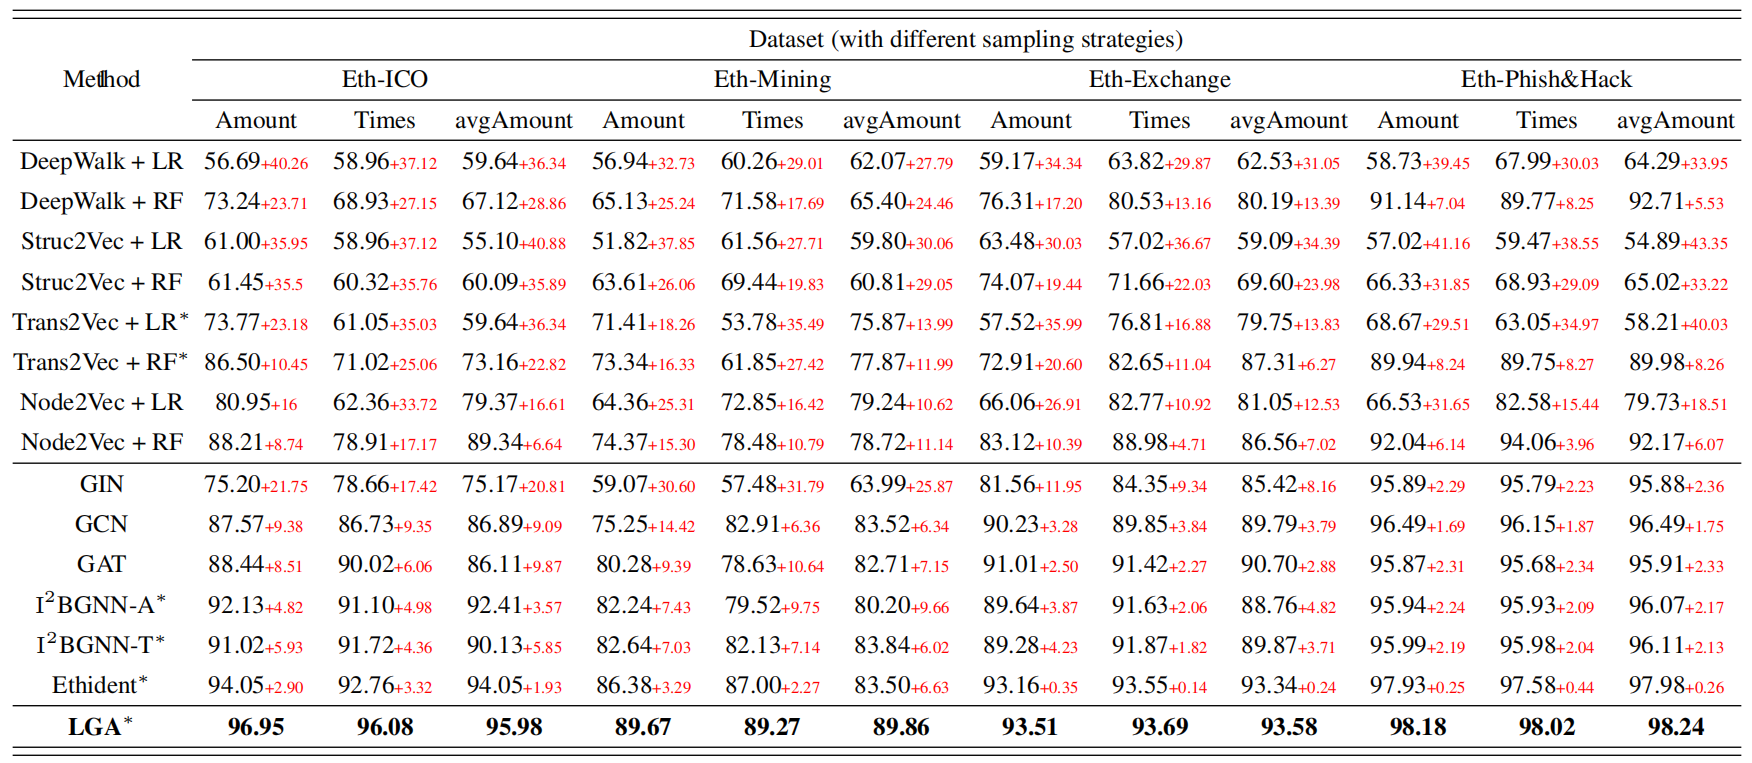 Dataset (with different sampling strategies)
Method Eth-ICO Eth-Mining Eth-Exchange Eth-Phish&Hack
Amount Times avgAmount Amount Times avgAmount Amount Times avgAmount Amount Times avgAmount
DeepWalk + LR 56.69+40.26 58.96+37.12 59.64+36.34 56.94+32.73 60.26+29.01 62.07+27.79 59.17+34.34 63.82+29.87 62.53+31.05 58.73+39.45 67.99+30.03 64.29+33.95
DeepWalk + RF 73.24+23.71 68.93+27.15 67.12+28.86 65.13+25.24 71.58+17.69 65.40+24.46 76.31+17.20 80.53+13.16 80.19+13.39 91.14+7.04 89.77+8.25 92.71+5.53
Struc2Vec + LR 61.00+35.95 58.96+37.12 55.10+40.88 51.82+37.85 61.56+27.71 59.80+30.06 63.48+30.03 57.02+36.67 59.09+34.39 57.02+41.16 59.47+38.55 54.89+43.35
Struc2Vec + RF 61.45+35.5 60.32+35.76 60.09+35.89 63.61+26.06 69.44+19.83 60.81+29.05 74.07+19.44 71.66+22.03 69.60+23.98 66.33+31.85 68.93+29.09 65.02+33.22
Trans2Vec + LR* 73.77+23.18 61.05+35.03 59.64+36.34 71.41+18.26 53.78+35.49 75.87+13.99 57.52+35.99 76.81+16.88 79.75+13.83 68.67+29.51 63.05+34.97 58.21+40.03
Trans2Vec + RF* 86.50+10.45 71.02+25.06 73.16+22.82 73.34+16.33 61.85+27.42 77.87+11.99 72.91+20.60 82.65+11.04 87.31+6.27 89.94+8.24 89.75+8.27 89.98+8.26
Node2Vec + LR 80.95+16 62.36+33.72 79.37+16.61 64.36+25.31 72.85+16.42 79.24+10.62 66.06+26.91 82.77+10.92 81.05+12.53 66.53+31.65 82.58+15.44 79.73+18.51
Node2Vec + RF 88.21+8.74 78.91+17.17 89.34+6.64 74.37+15.30 78.48+10.79 78.72+11.14 83.12+10.39 88.98+4.71 86.56+7.02 92.04+6.14 94.06+3.96 92.17+6.07
GIN 75.20+21.75 78.66+17.42 75.17+20.81 59.07+30.60 57.48+31.79 63.99+25.87 81.56+11.95 84.35+9.34 85.42+8.16 95.89+2.29 95.79+2.23 95.88+2.36
GCN 87.57+9.38 86.73+9.35 86.89+9.09 75.25+14.42 82.91+6.36 83.52+6.34 90.23+3.28 89.85+3.84 89.79+3.79 96.49+1.69 96.15+1.87 96.49+1.75
GAT 88.44+8.51 90.02+6.06 86.11+9.87 80.28+9.39 78.63+10.64 82.71+7.15 91.01+2.50 91.42+2.27 90.70+2.88 95.87+2.31 95.68+2.34 95.91+2.33
I²BGNN-A* 92.13+4.82 91.10+4.98 92.41+3.57 82.24+7.43 79.52+9.75 80.20+9.66 89.64+3.87 91.63+2.06 88.76+4.82 95.94+2.24 95.93+2.09 96.07+2.17
I²BGNN-T* 91.02+5.93 91.72+4.36 90.13+5.85 82.64+7.03 82.13+7.14 83.84+6.02 89.28+4.23 91.87+1.82 89.87+3.71 95.99+2.19 95.98+2.04 96.11+2.13
Ethident* 94.05+2.90 92.76+3.32 94.05+1.93 86.38+3.29 87.00+2.27 83.50+6.63 93.16+0.35 93.55+0.14 93.34+0.24 97.93+0.25 97.58+0.44 97.98+0.26
LGA* 96.95 96.08 95.98 89.67 89.27 89.86 93.51 93.69 93.58 98.18 98.02 98.24